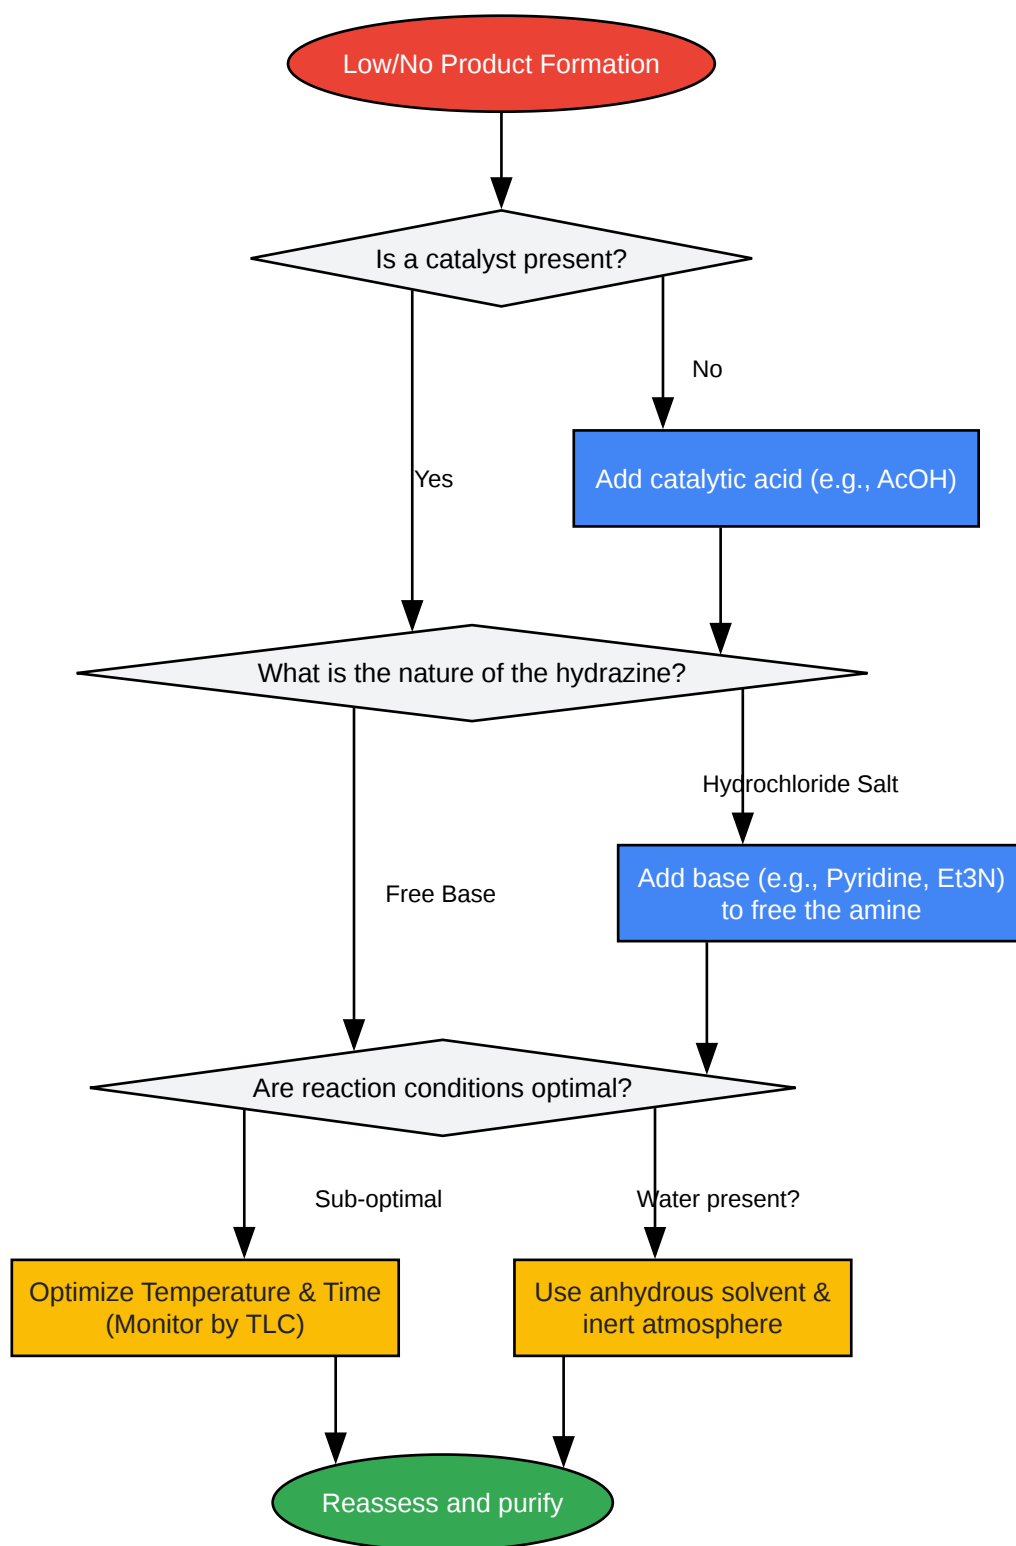 Low/No Product Formation
Is a catalyst present?
No
Yes
Add catalytic acid (e.g., AcOH)
What is the nature of the hydrazine?
Hydrochloride Salt
Free Base
Add base (e.g., Pyridine, Et3N)
to free the amine
Are reaction conditions optimal?
Sub-optimal
Water present?
Optimize Temperature & Time
(Monitor by TLC)
Use anhydrous solvent &
inert atmosphere
Reassess and purify